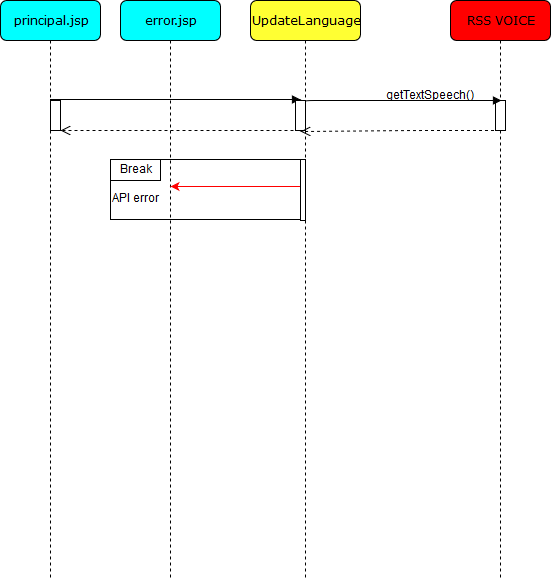 principal.jsp
error.jsp
UpdateLanguage
RSS VOICE
getTextSpeech()
Break
API error